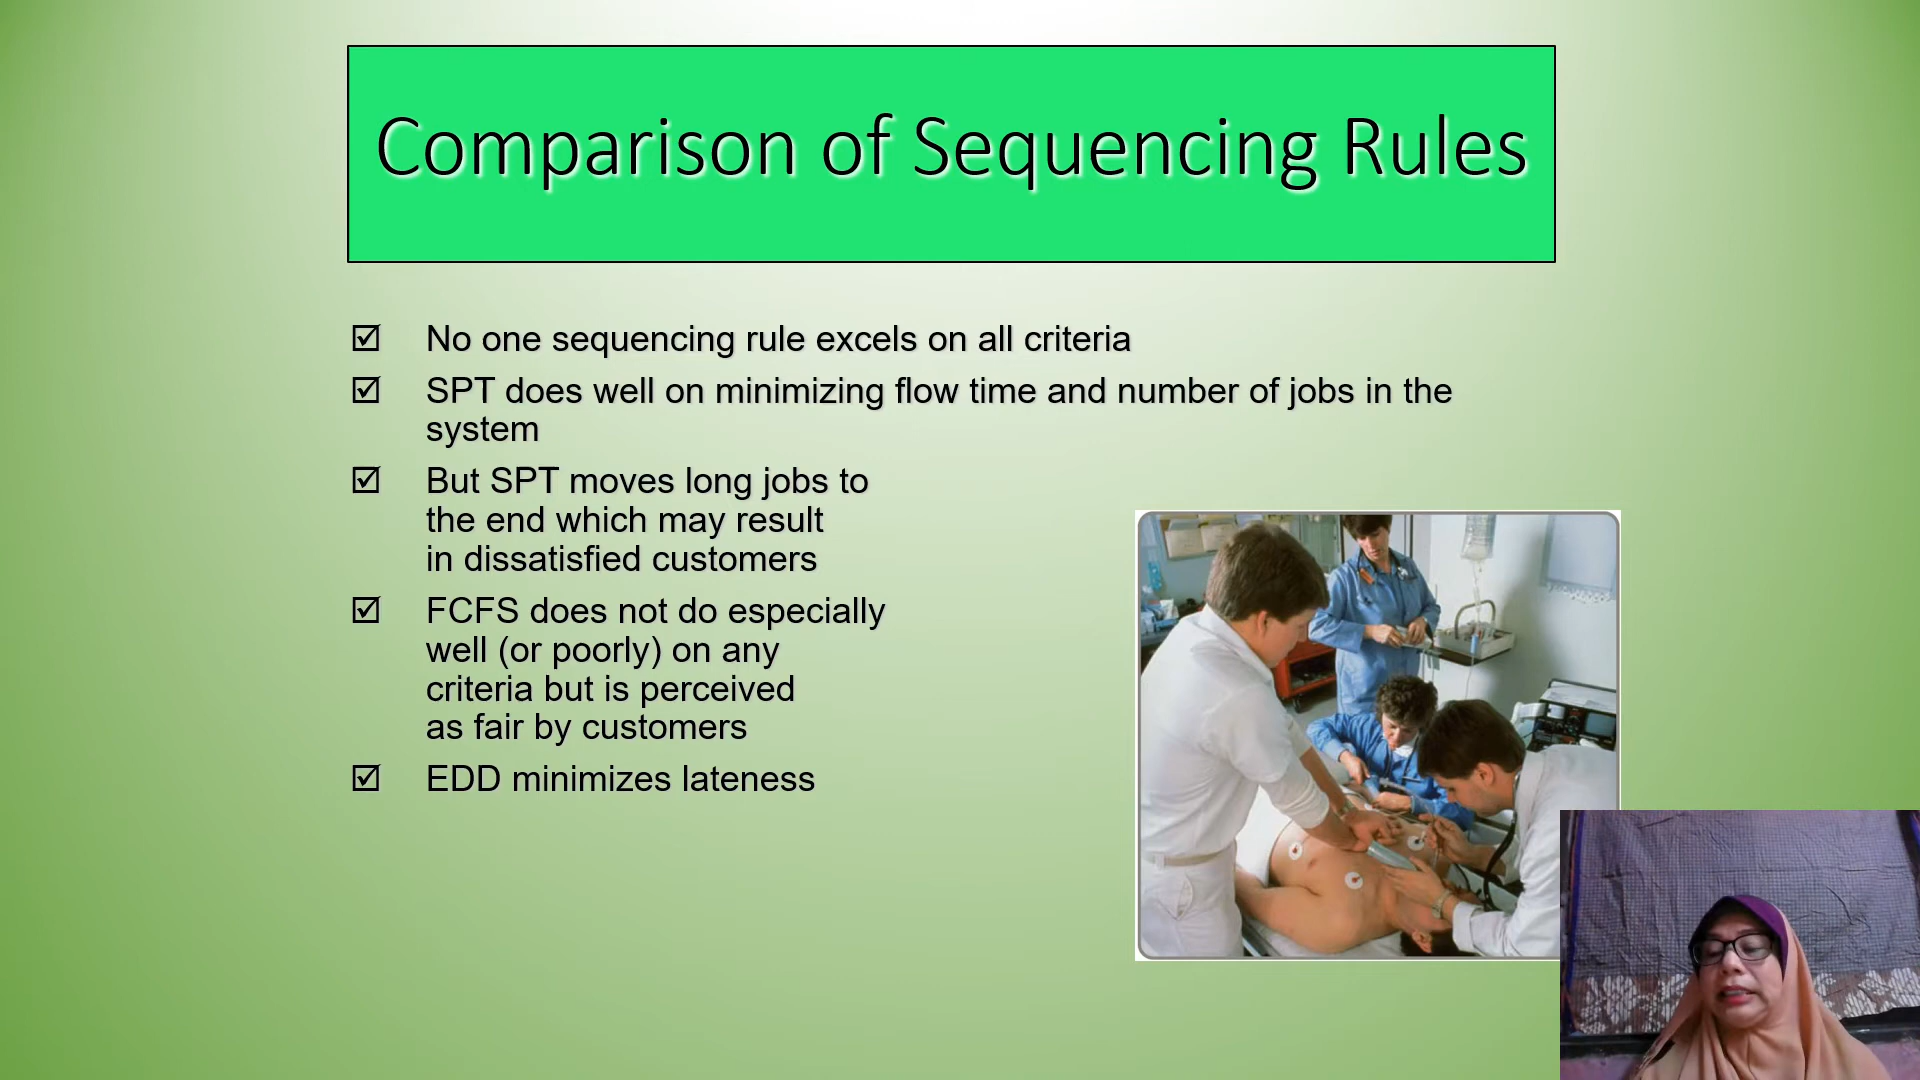 Comparison of Sequencing Rules
No one sequencing rule excels on all criteria
SPT does well on minimizing flow time and number of jobs in the
system
But SPT moves long jobs to
the end which may result
in dissatisfied customers
FCFS does not do especially
well (or poorly) on any
criteria but is perceived
as fair by customers
EDD minimizes lateness